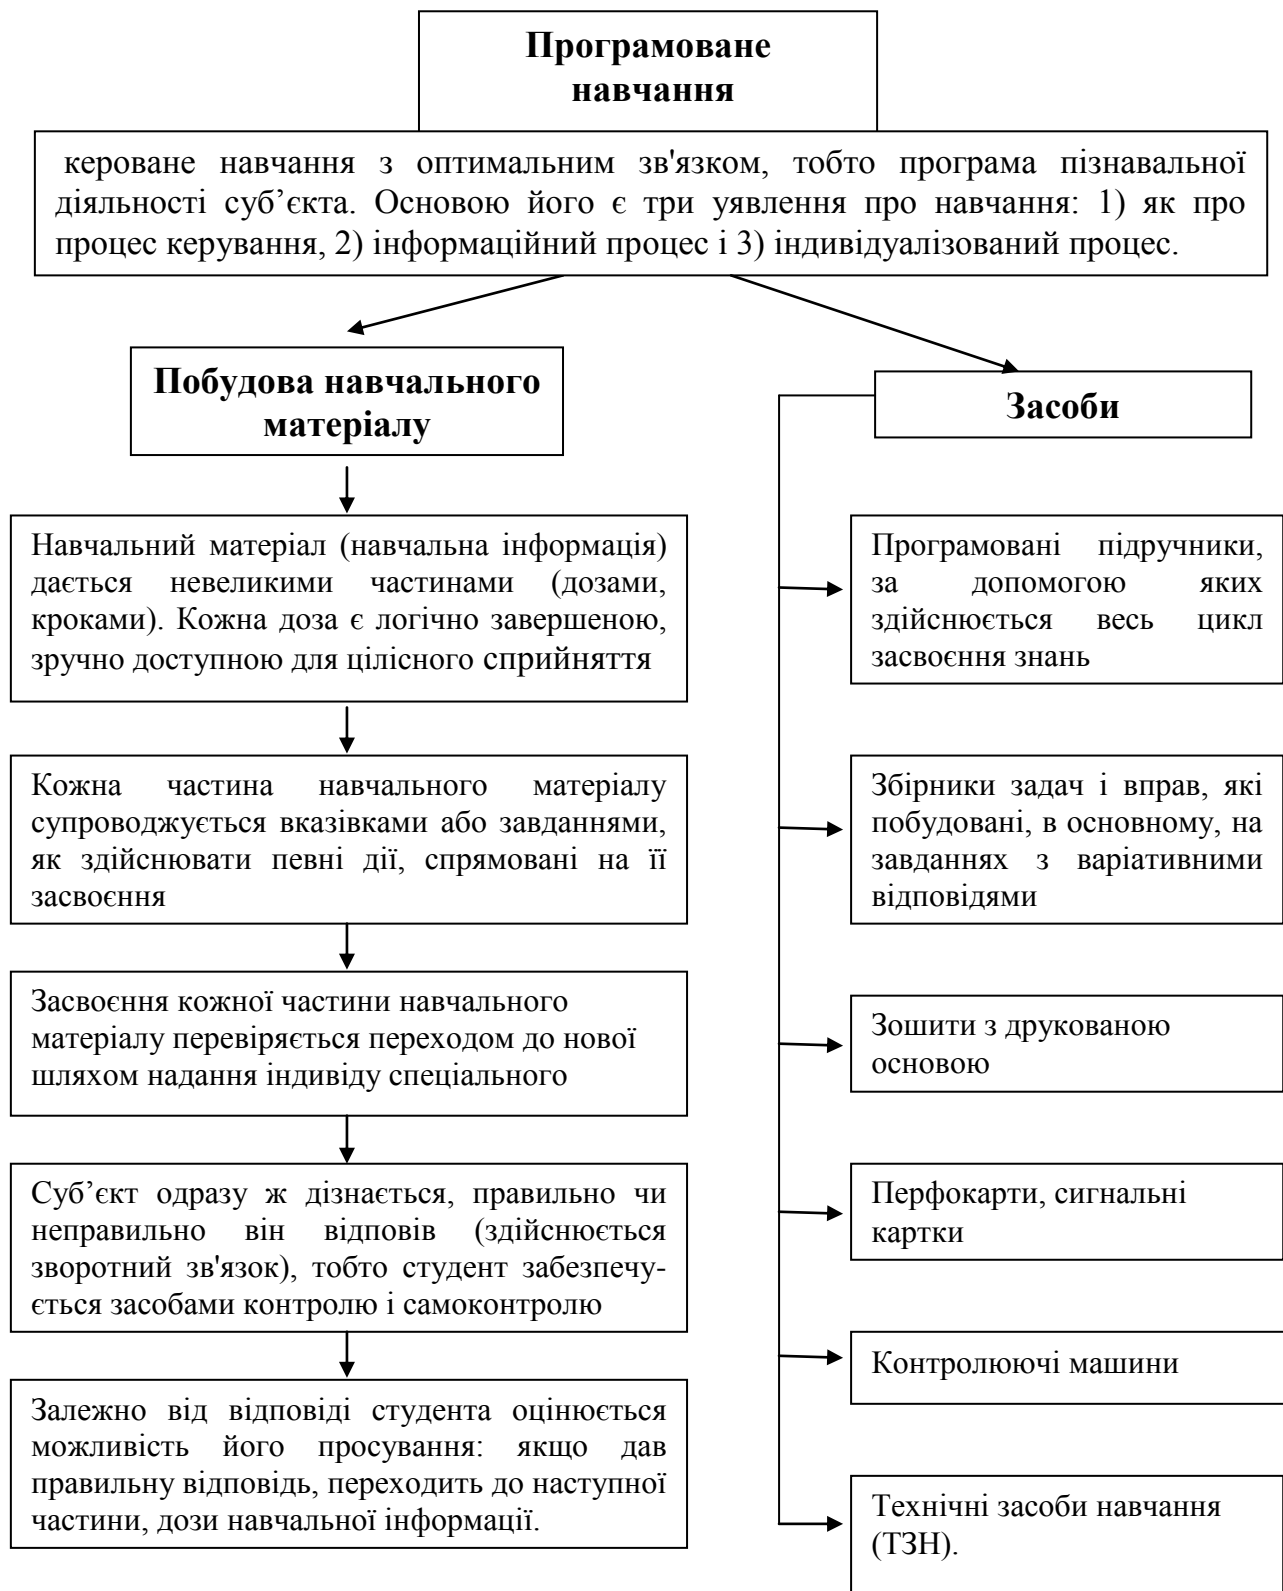 Програмоване
навчання
кероване навчання з оптимальним зв'язком, тобто програма пізнавальної
діяльності суб’єкта. Основою його є три уявлення про навчання: 1) як про
процес керування, 2) інформаційний процес і 3) індивідуалізований процес.
Побудова навчального
матеріалу
Навчальний матеріал (навчальна інформація)
дається невеликими частинами (дозами,
кроками). Кожна доза є логічно завершеною,
зручно доступною для цілісного сприйняття
Кожна частина навчального матеріалу
супроводжується вказівками або завданнями,
як здійснювати певні дії, спрямовані на її
засвоєння
Засвоєння кожної частини навчального
матеріалу перевіряється переходом до нової
шляхом надання індивіду спеціального
Суб’єкт одразу ж дізнається, правильно чи
неправильно він відповів (здійснюється
зворотний зв'язок), тобто студент забезпечу-
ється засобами контролю і самоконтролю
Залежно від відповіді студента оцінюється
можливість його просування: якщо дав
правильну відповідь, переходить до наступної
частини, дози навчальної інформації.
Засоби
Програмовані підручники,
за допомогою яких
здійснюється весь цикл
засвоєння знань
Збірники задач і вправ, які
побудовані, в основному, на
завданнях з варіативними
відповідями
Зошити з друкованою
основою
Перфокарти, сигнальні
картки
Контролюючі машини
Технічні засоби навчання
(ТЗН).